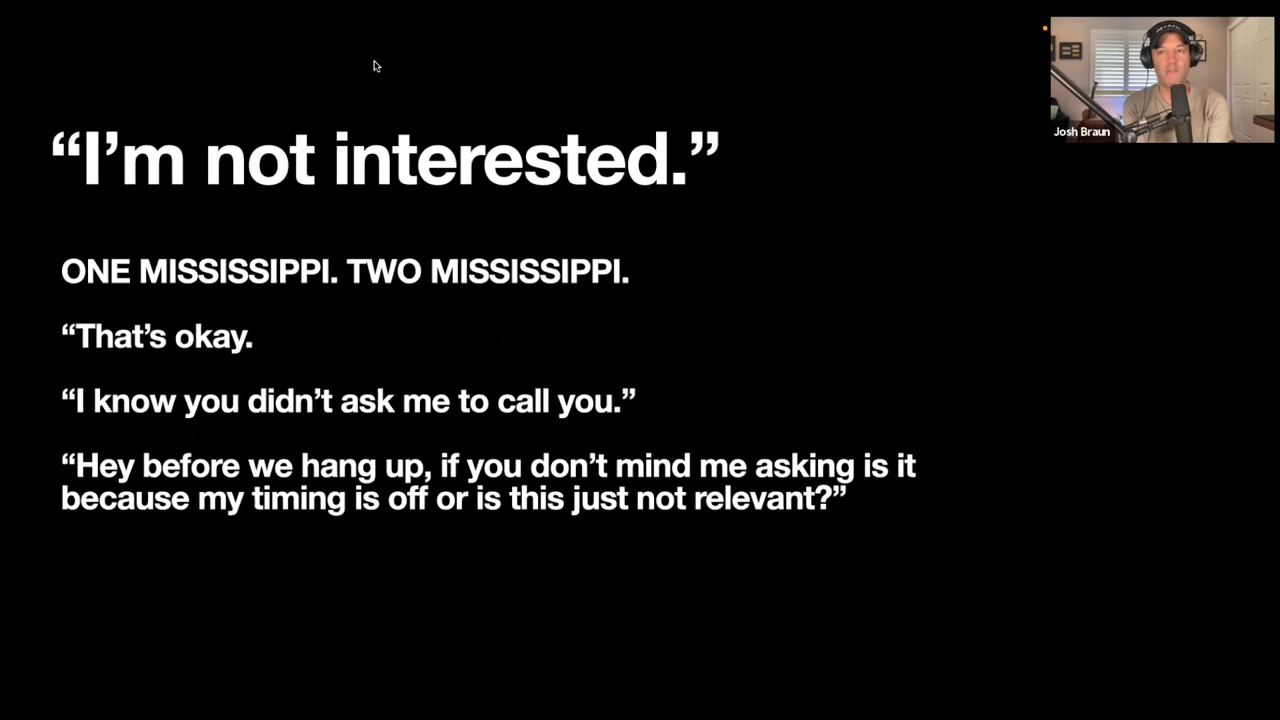 “I’m not interested.”
ONE MISSISSIPPI. TWO MISSISSIPPI.
“That’s okay.
“I know you didn’t ask me to call you.”
“Hey before we hang up, if you don’t mind me asking is it
because my timing is off or is this just not relevant?”
Josh Braun